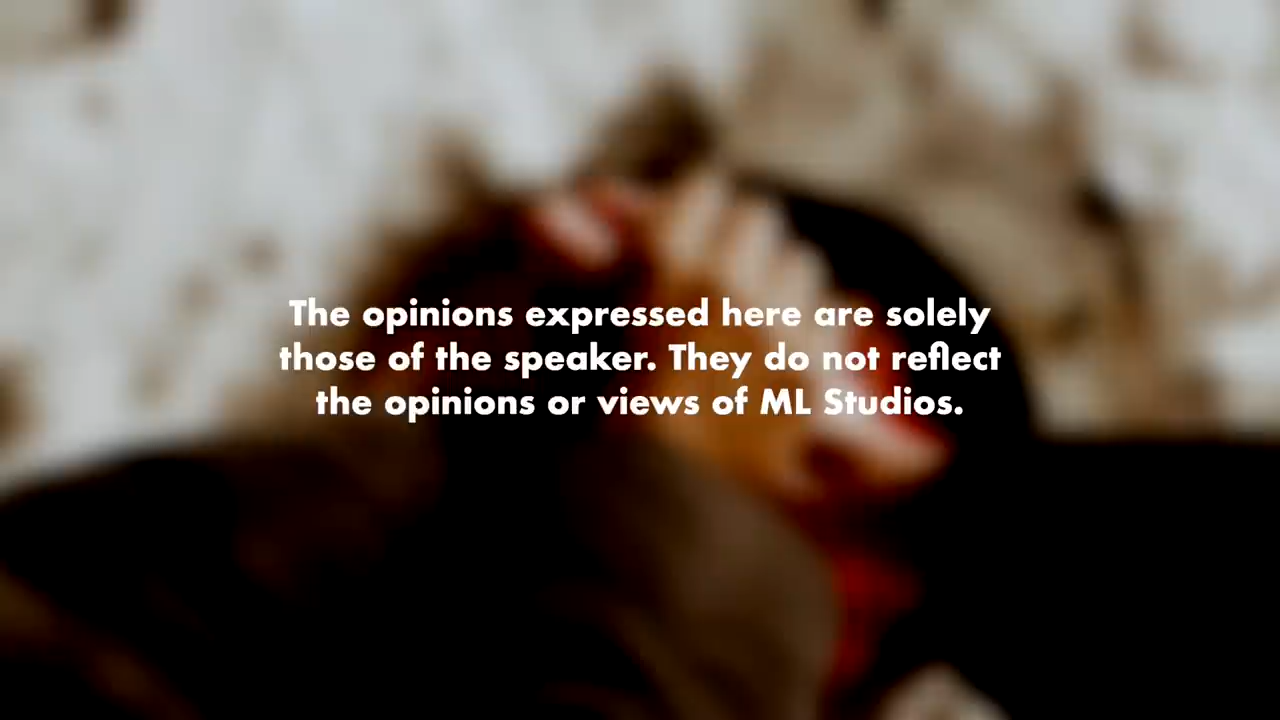 The opinions expressed here are solely
those of the speaker. They do not reflect
the opinions or views of ML Studios.